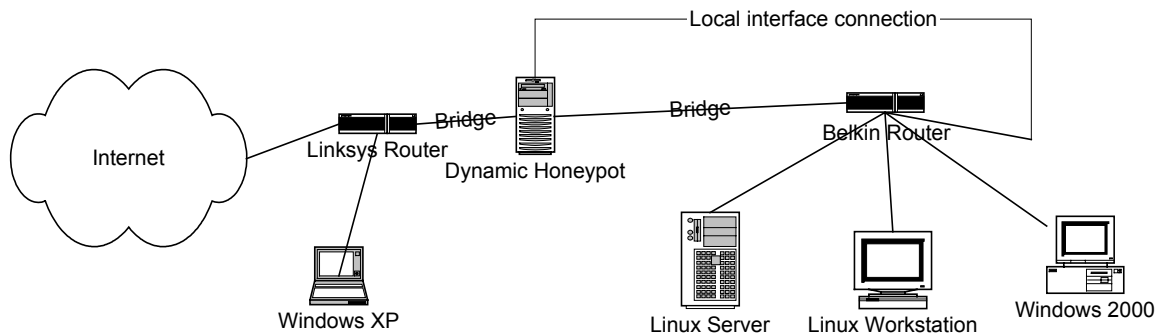 Local interface connection
Bridge
Bridge
Internet
Linksys Router
Belkin Router
Dynamic Honeypot
Windows XP
Linux Server
Linux Workstation
Windows 2000